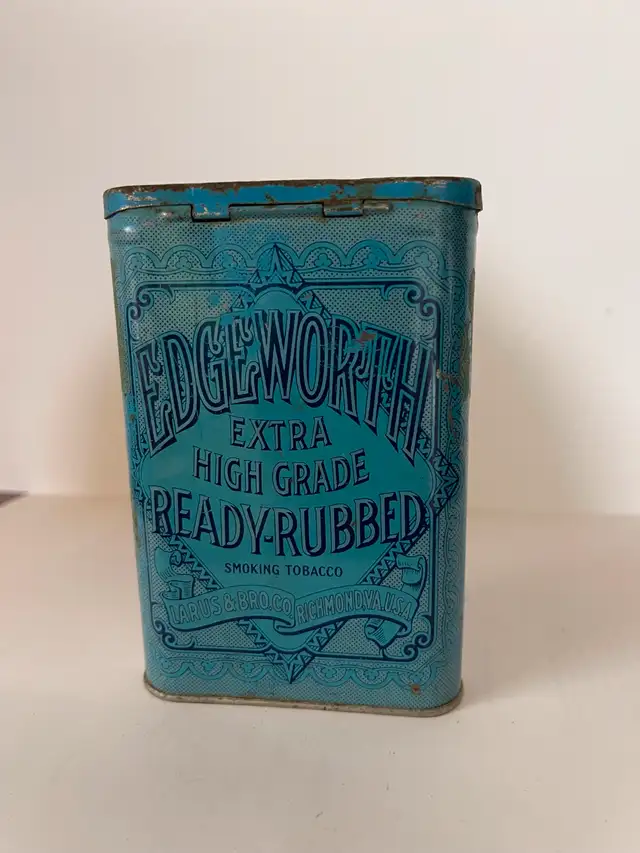 EDGEWORTH
EXTRA
HIGH GRADE
READY-RUBBED
SMOKING TOBACCO
LARUS & BRO.CO. RICHMOND,VA.U.S.A.